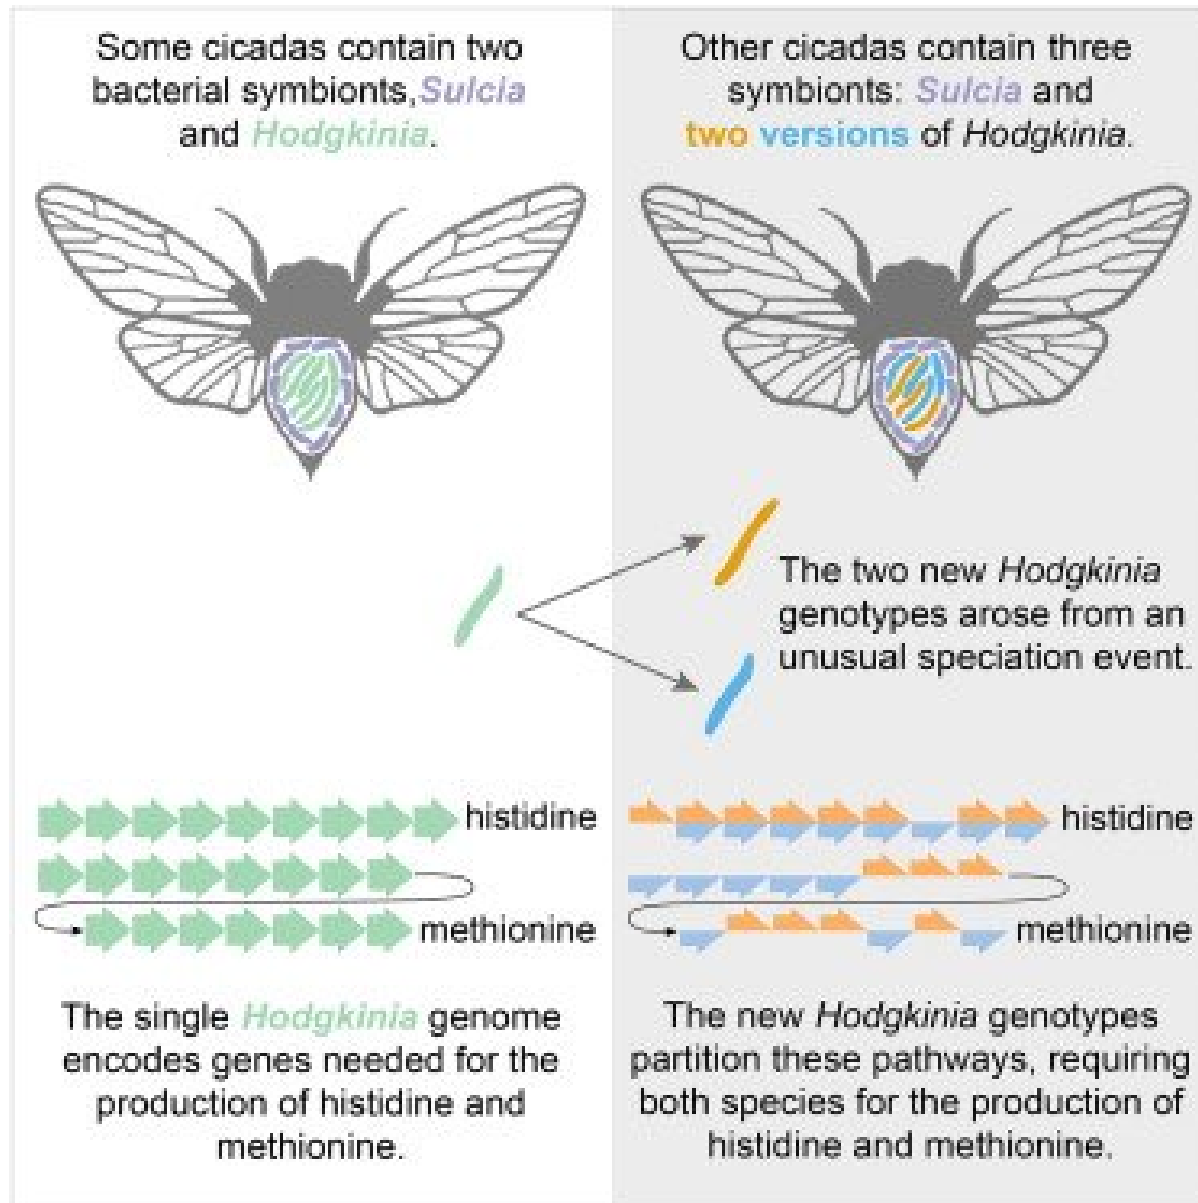 Some cicadas contain two
bacterial symbionts, Sulcia
and Hodgkinia.
Other cicadas contain three
symbionts: Sulcia and
two versions of Hodgkinia.
The two new Hodgkinia
genotypes arose from an
unusual speciation event.
histidine
methionine
histidine
methionine
The single Hodgkinia genome
encodes genes needed for the
production of histidine and
methionine.
The new Hodgkinia genotypes
partition these pathways, requiring
both species for the production of
histidine and methionine.